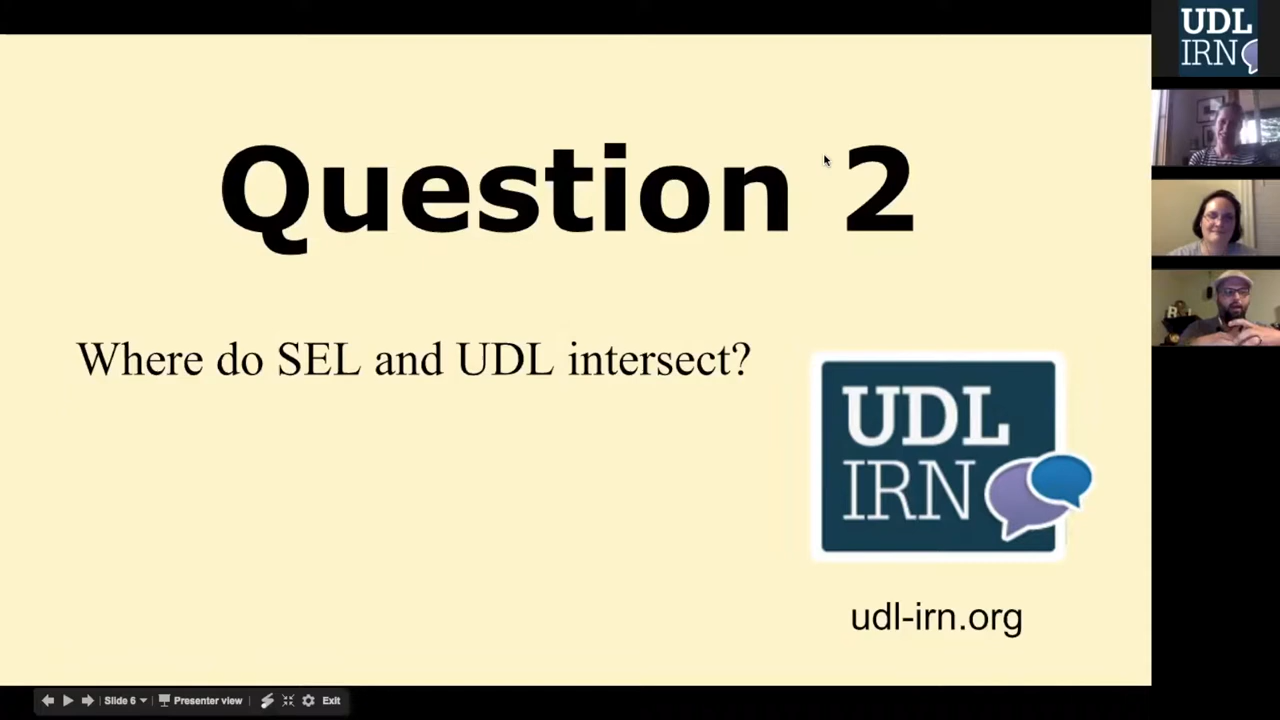 Question 2
Where do SEL and UDL intersect?
UDL
IRN
udl-irn.org
UDL
IRN
Slide 6
Presenter view
Exit